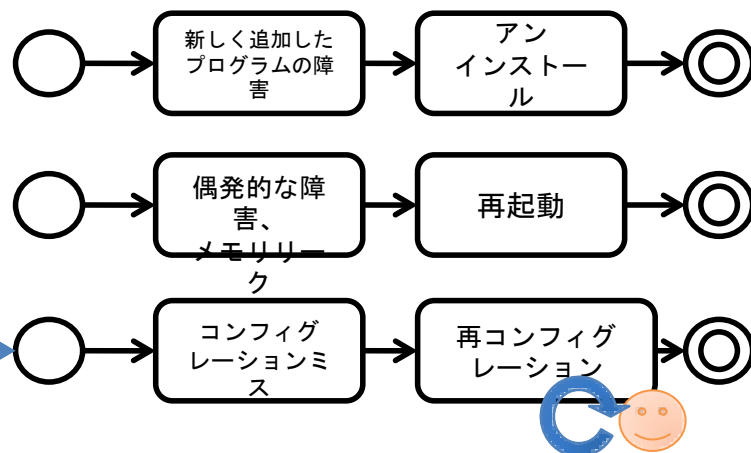 新しく追加した
プログラムの障
害
アン
インストー
ル
偶発的な障
害、
メモリリー
ク
再起動
コンフィグ
レーションミ
ス
再コンフィグ
レーション